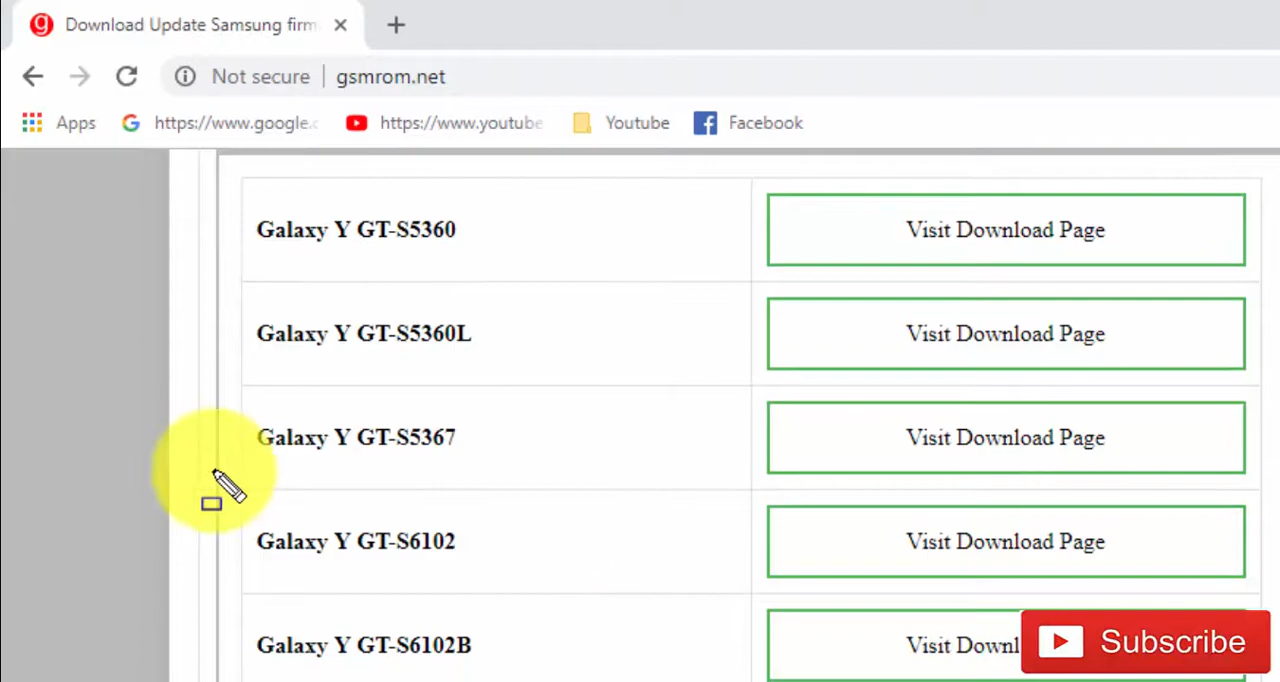 g Download Update Samsung firm
Not secure | gsmrom.net
Apps G https://www.google.c https://www.youtube Youtube Facebook
Galaxy Y GT-S5360 Visit Download Page
Galaxy Y GT-S5360L Visit Download Page
Galaxy Y GT-S5367 Visit Download Page
Galaxy Y GT-S6102 Visit Download Page
Galaxy Y GT-S6102B Visit Downl
Subscribe